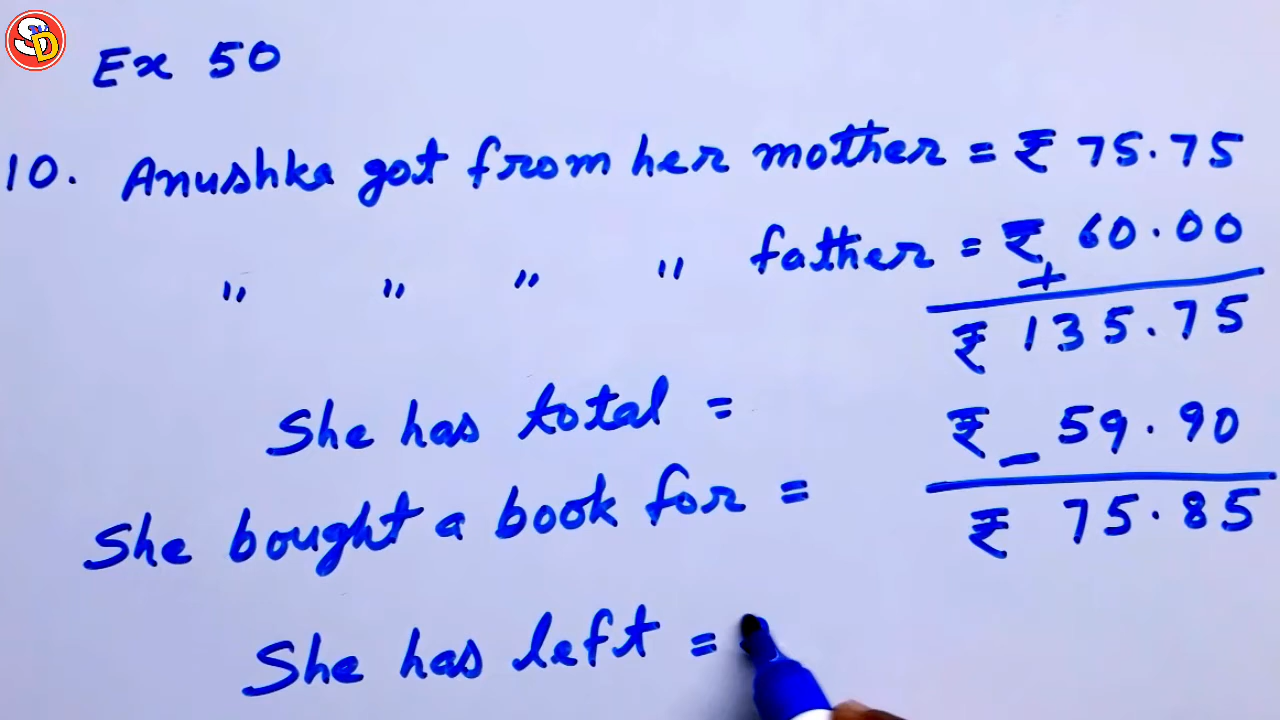 SD
Ex 50
10. Anushka got from her mother = ₹ 75.75
" " " " father = ₹ 60.00
+
₹ 135.75
She has total =
₹ - 59.90
She bought a book for =
₹ 75.85
She has left =